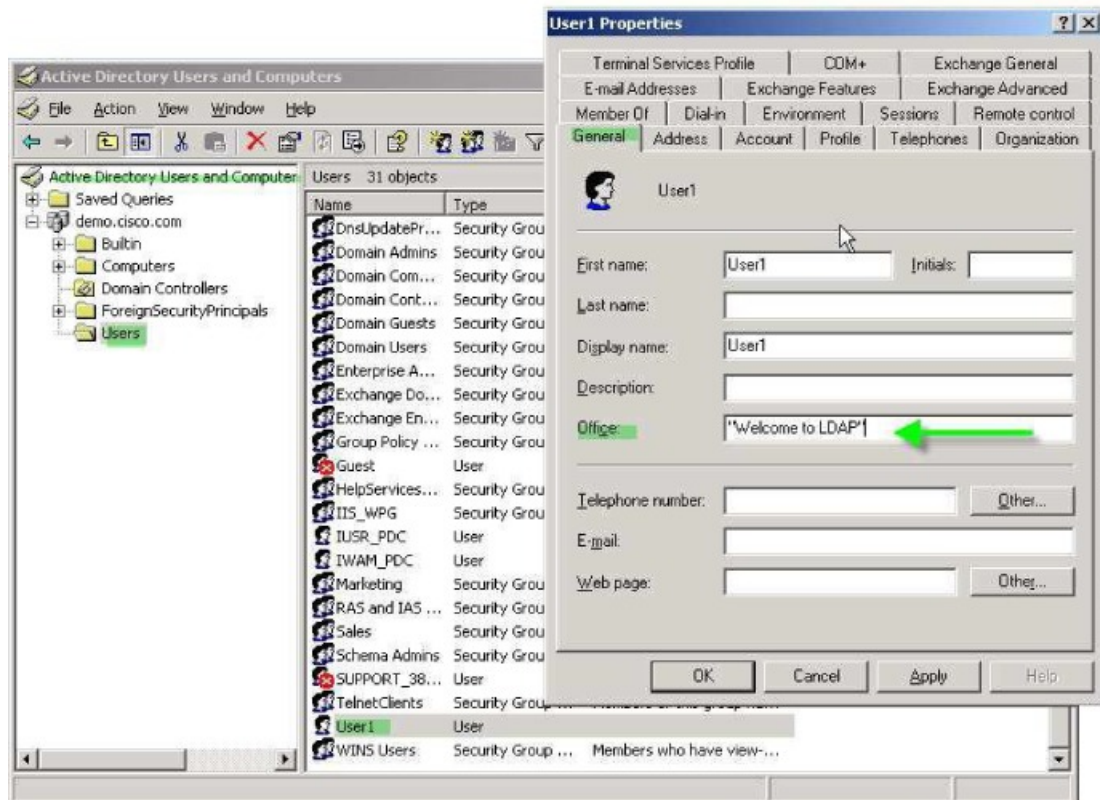 Active Directory Users and Computers
File Action View Window Help
Active Directory Users and Computer
Saved Queries
demo.cisco.com
Builtin
Computers
Domain Controllers
ForeignSecurityPrincipals
Users
Users 31 objects
Name Type
DnsUpdatePr... Security Grou
Domain Admins Security Grou
Domain Com... Security Grou
Domain Cont... Security Grou
Domain Guests Security Grou
Domain Users Security Grou
Enterprise A... Security Grou
Exchange Do... Security Grou
Exchange En... Security Grou
Group Policy ... Security Grou
Guest User
HelpServices... Security Grou
IIS_WPG Security Grou
IUSR_PDC User
IWAM_PDC User
Marketing Security Grou
RAS and IAS ... Security Grou
Sales Security Grou
Schema Admins Security Grou
SUPPORT_38... User
TelnetClients Security Group ... Members of this group ha...
User1 User
WINS Users Security Group ... Members who have view-...
User1 Properties
Terminal Services Profile COM+ Exchange General
E-mail Addresses Exchange Features Exchange Advanced
Member Of Dial-in Environment Sessions Remote control
General Address Account Profile Telephones Organization
User1
First name: User1 Initials:
Last name:
Display name: User1
Description:
Office: "Welcome to LDAP"
Telephone number: Other...
E-mail:
Web page: Other...
OK Cancel Apply Help